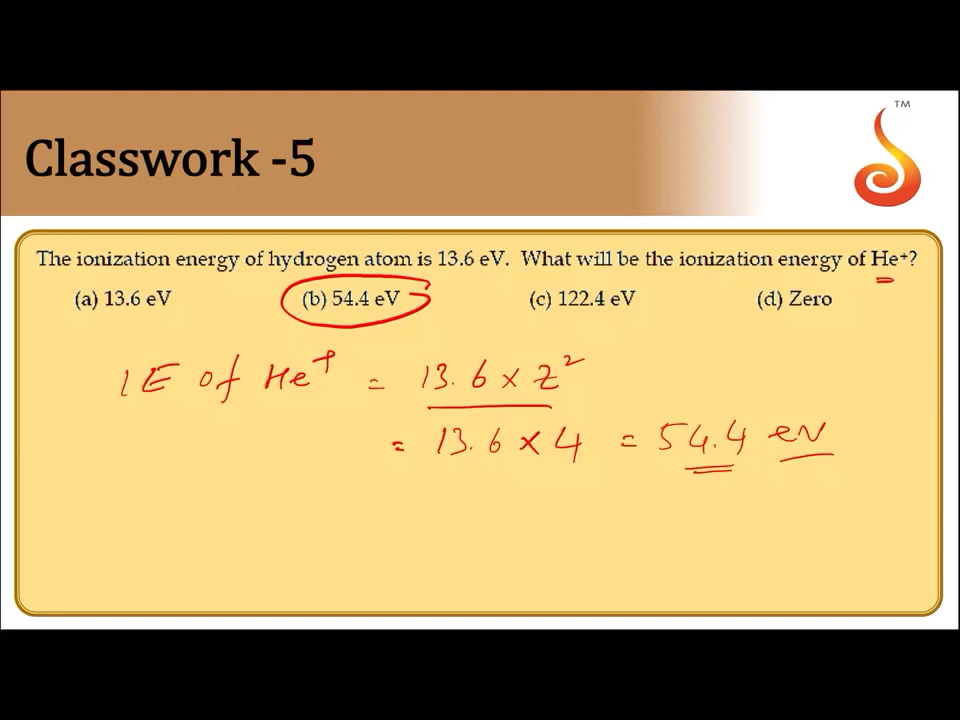 TM
Classwork -5
The ionization energy of hydrogen atom is 13.6 eV. What will be the ionization energy of He⁺?
(a) 13.6 eV (b) 54.4 eV (c) 122.4 eV (d) Zero
IE of He⁺ = 13.6 × Z²
= 13.6 × 4 = 54.4 eV